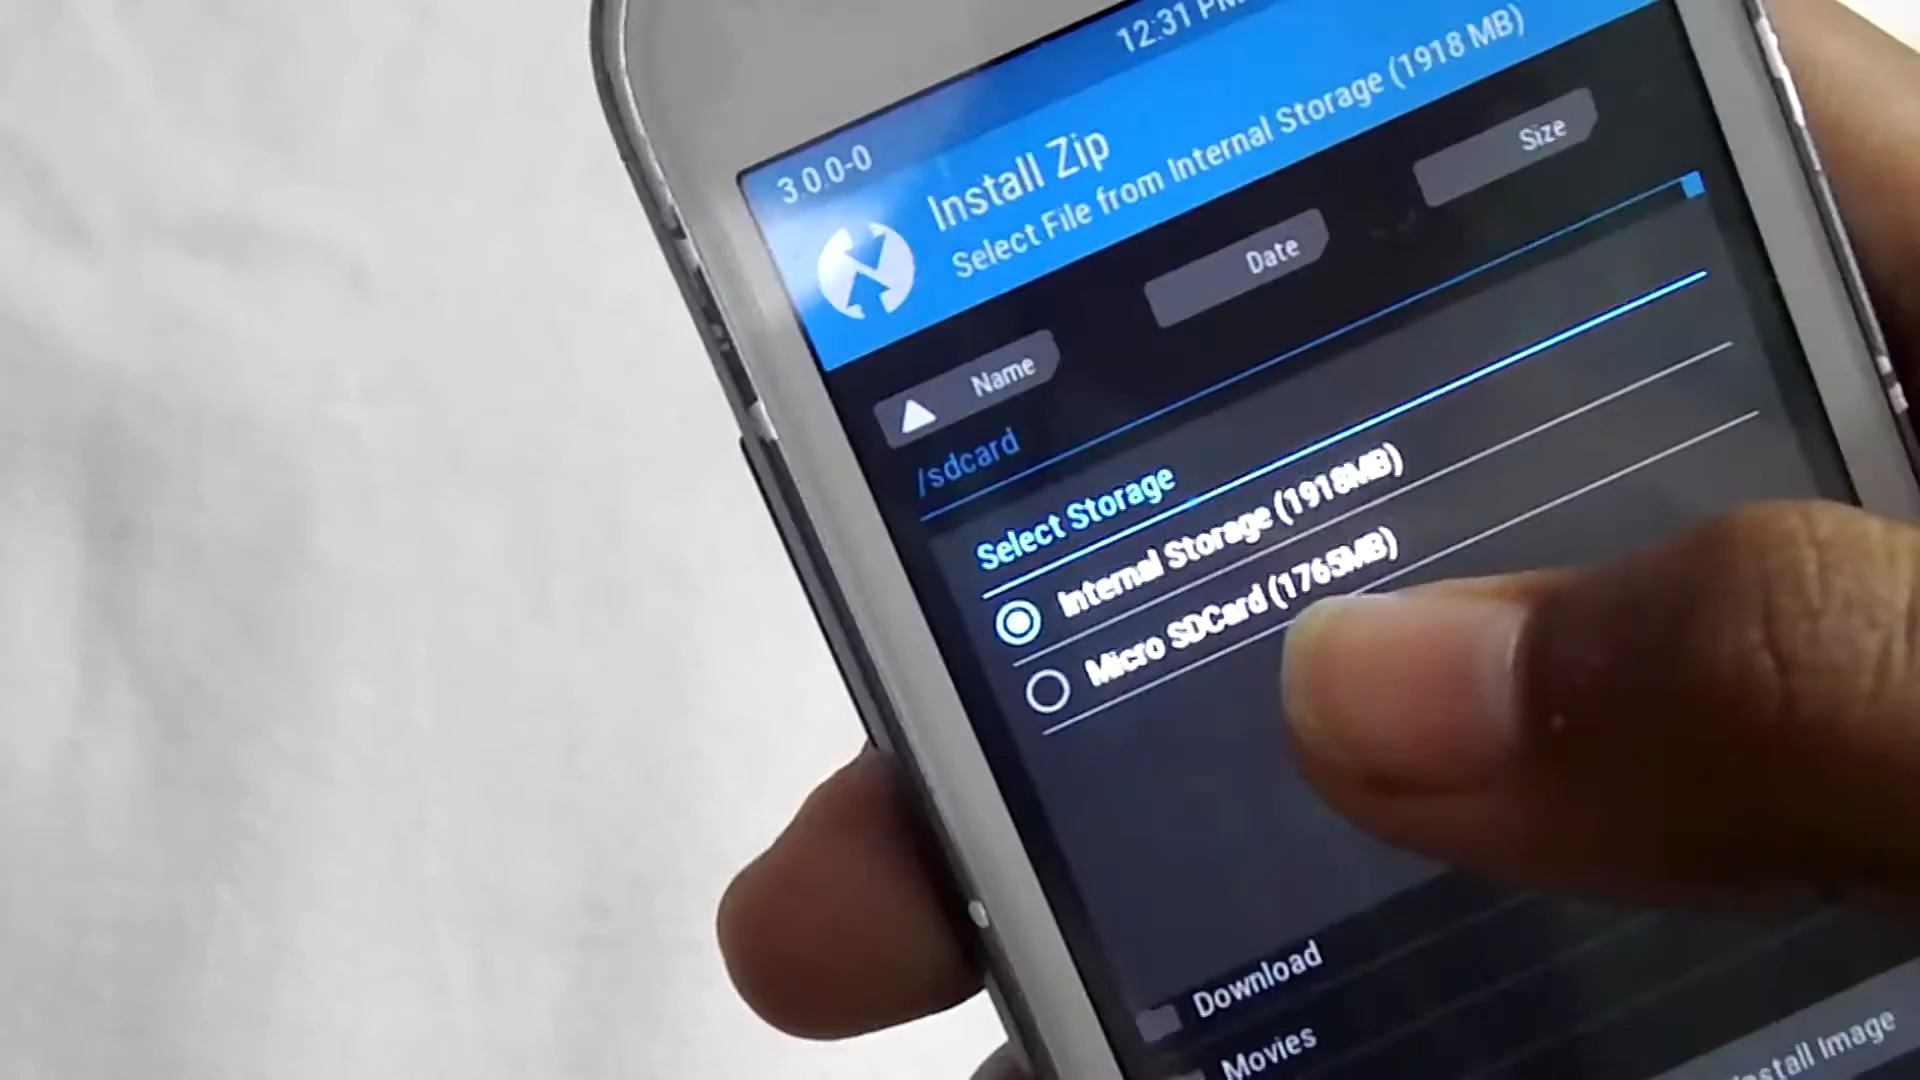 12:31 PM
3.0.0-0
Install Zip
Select File from Internal Storage (1918 MB)
Name
Date
Size
/sdcard
Select Storage
Internal Storage (1918MB)
Micro SDCard (1765MB)
Download
Movies
Install Image